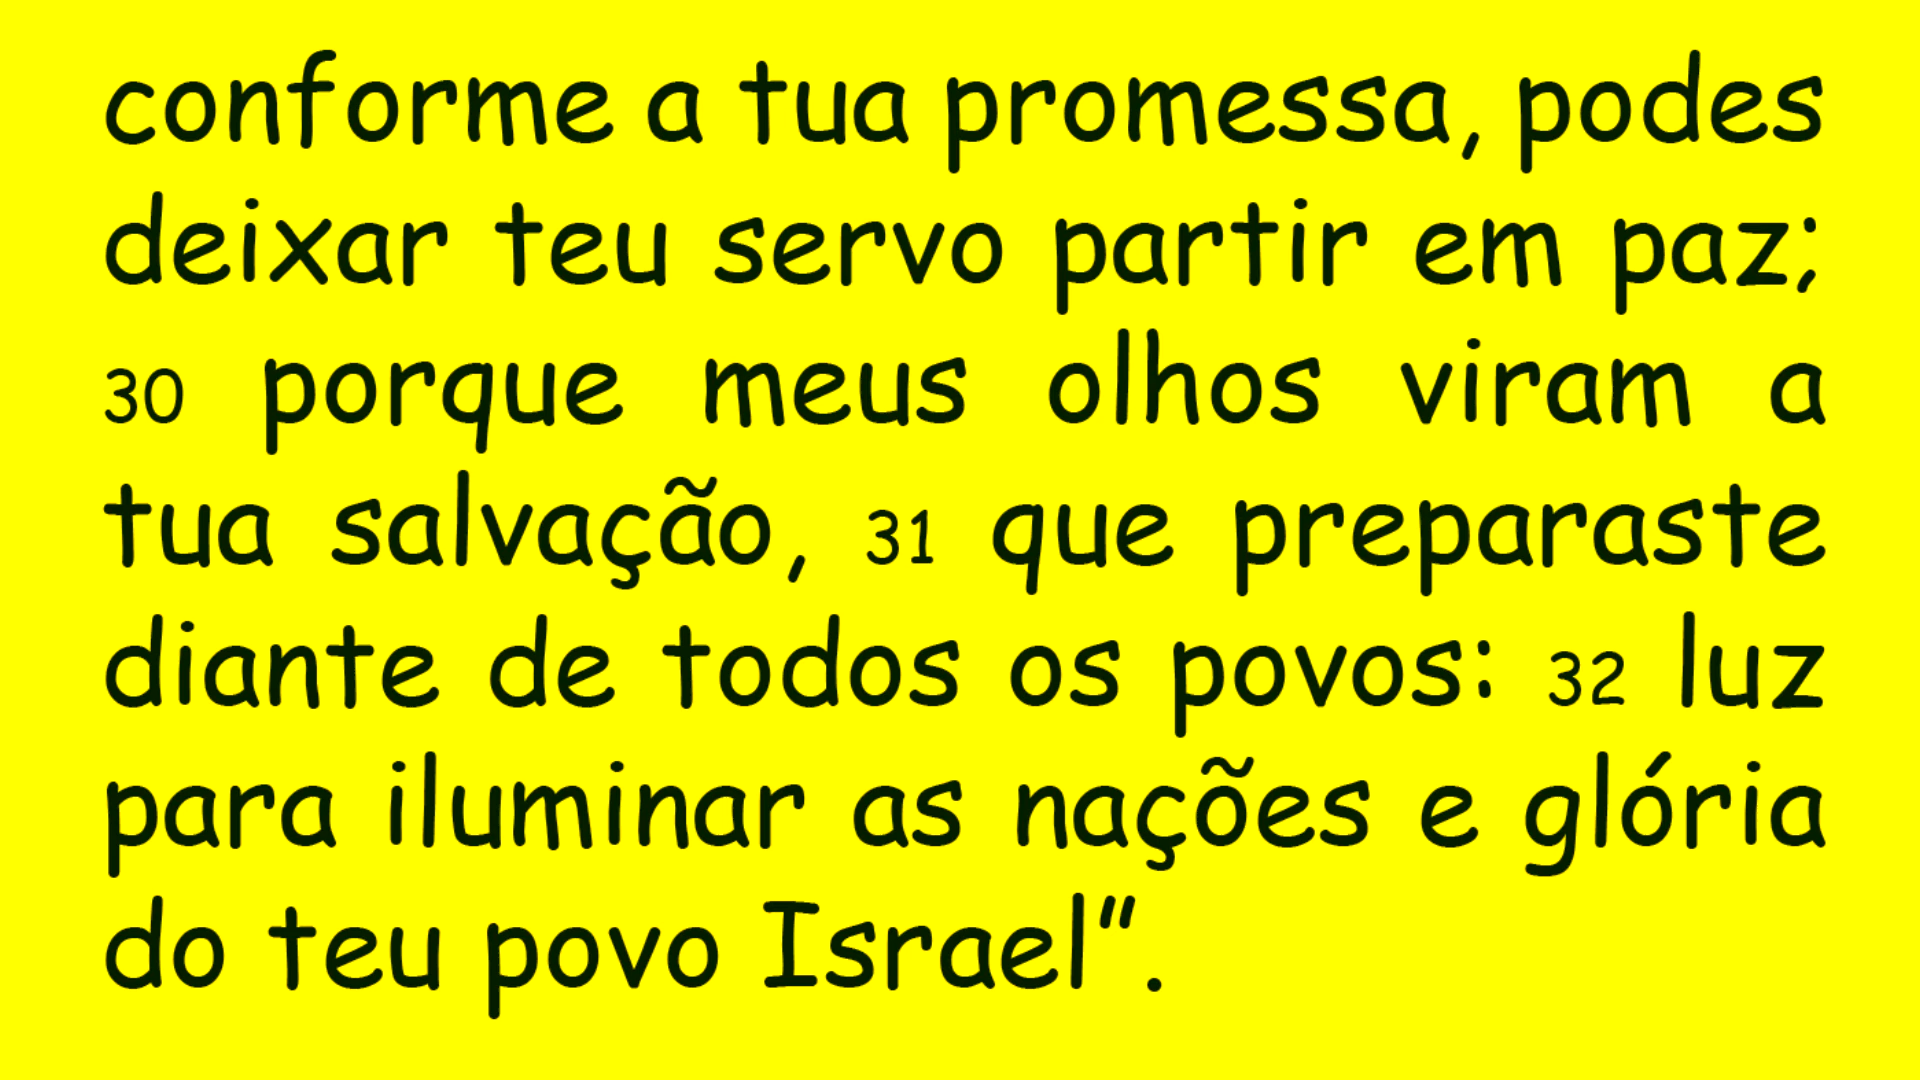 conforme a tua promessa, podes
deixar teu servo partir em paz;
30 porque meus olhos viram a
tua salvação, 31 que preparaste
diante de todos os povos: 32 luz
para iluminar as nações e glória
do teu povo Israel”.